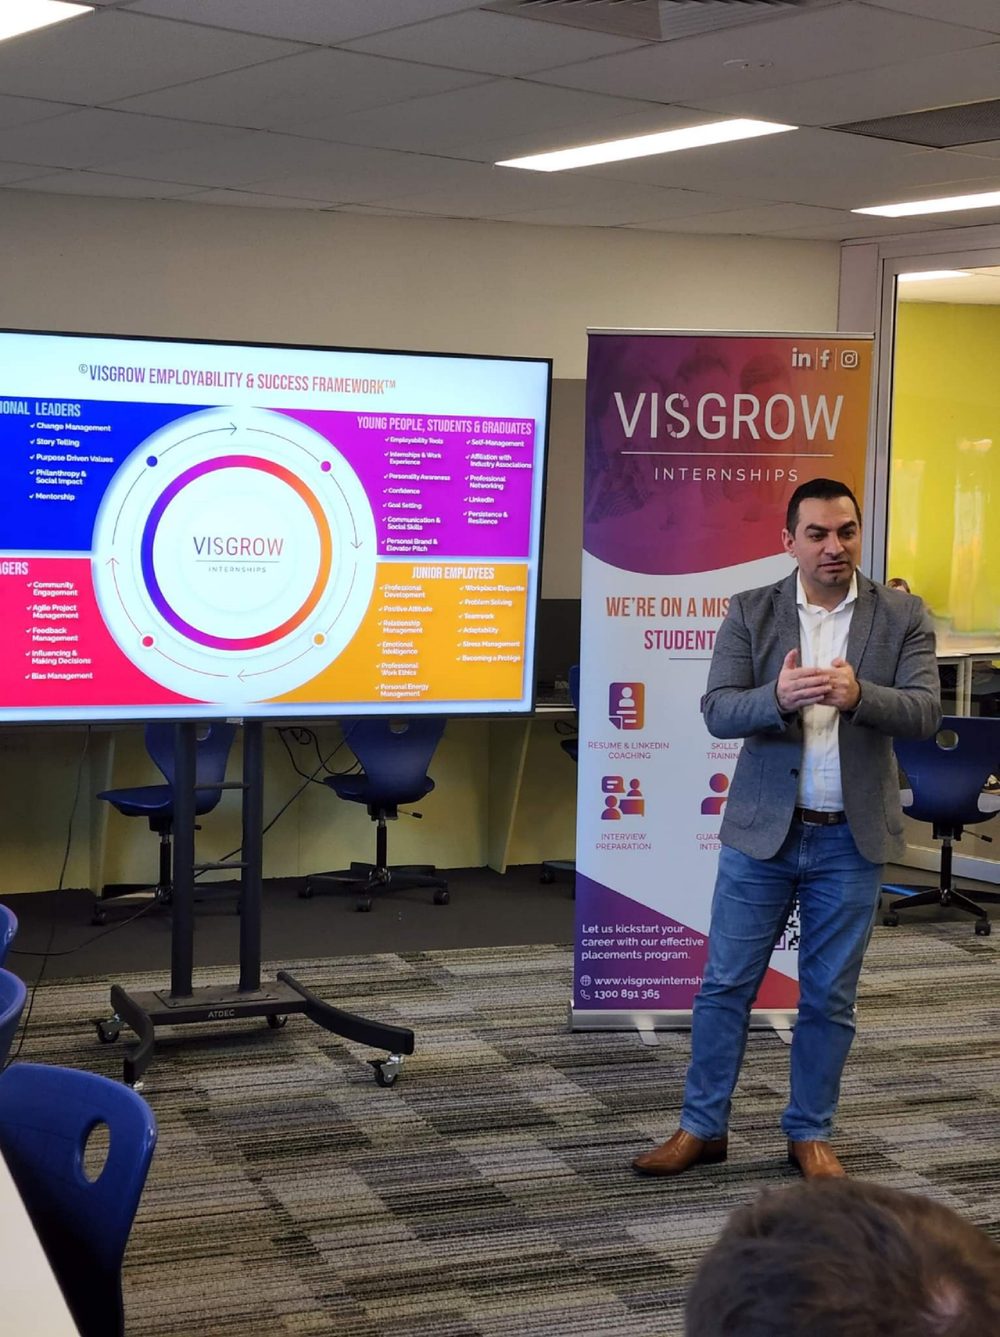 ©VISGROW EMPLOYABILITY & SUCCESS FRAMEWORK™
LEADERS
Change Management
Story Telling
Purpose Driven Values
Philanthropy &
Social Impact
Mentorship
YOUNG PEOPLE, STUDENTS & GRADUATES
Employability Tools
Internships & Work
Experience
Personality Awareness
Confidence
Goal Setting
Communication &
Social Skills
Personal Brand &
Elevator Pitch
Self-Management
Affiliation with
Industry Associations
Professional
Networking
LinkedIn
Persistence &
Resilience
VISGROW
INTERNSHIPS
Community
Engagement
Agile Project
Management
Feedback
Management
Influencing &
Making Decisions
Bias Management
JUNIOR EMPLOYEES
Professional
Development
Positive Attitude
Relationship
Management
Emotional
Intelligence
Professional
Work Ethics
Personal Energy
Management
Workplace Etiquette
Problem Solving
Teamwork
Adaptability
Stress Management
Becoming a Protégé
ATDEC
in f
VISGROW
INTERNSHIPS
WE'RE ON A MIS
STUDENT
RESUME & LINKEDIN
COACHING
SKILLS
TRAINING
INTERVIEW
PREPARATION
GUAR
INTER
Let us kickstart your
career with our effective
placements program.
www.visgrowinternsh
1300 891 365